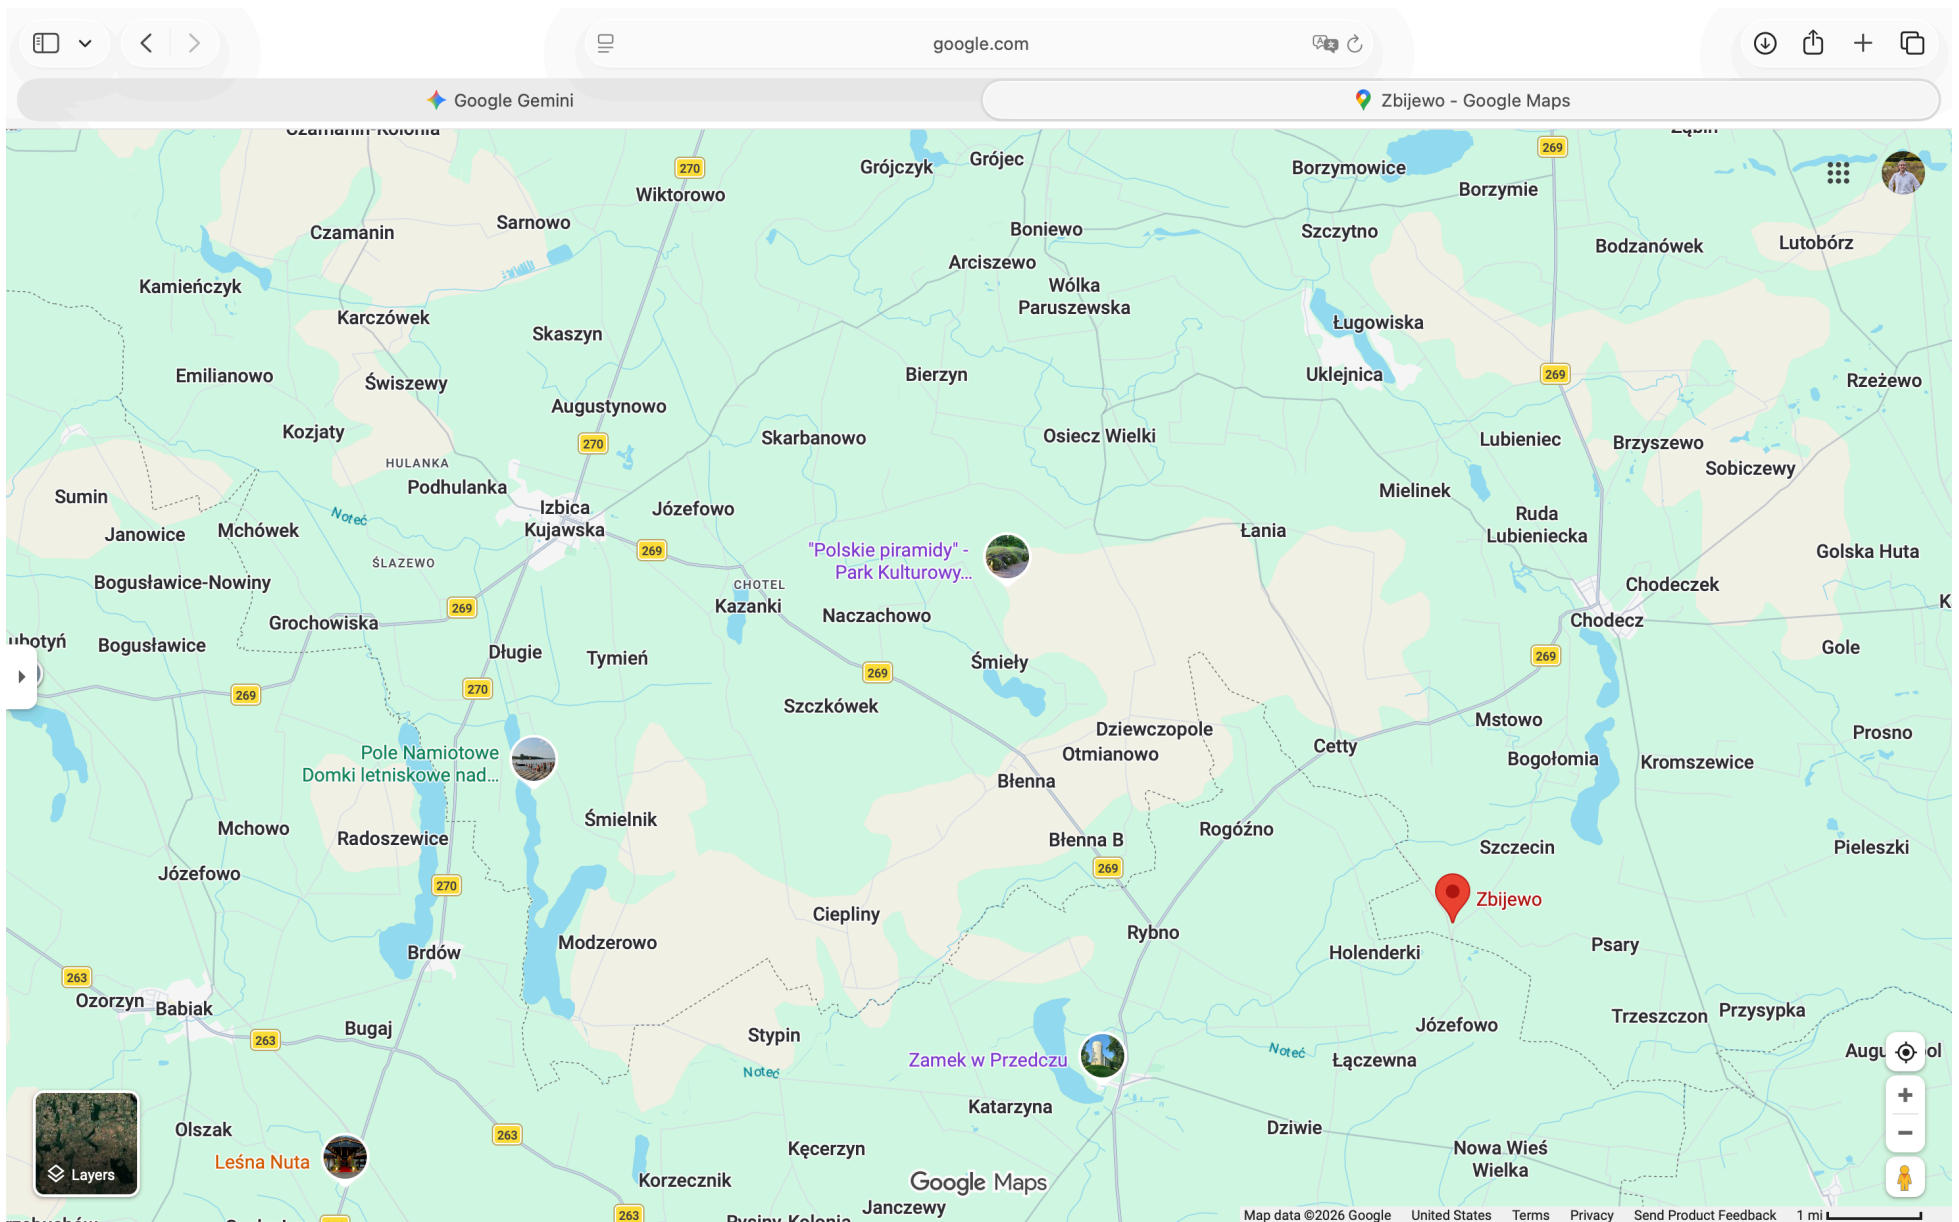 google.com
Google Gemini
Zbijewo - Google Maps
Czamanin-Kolonia
270
Wiktorowo
Grójczyk
Grójec
269
Borzymowice
Borzymie
Sarnowo
Czamanin
Boniewo
Szczytno
Bodzanówek
Lutobórz
Arciszewo
Kamieńczyk
Wólka
Paruszewska
Karczówek
Skaszyn
Ługowiska
Emilianowo
Świszewy
Bierzyn
Uklejnica
269
Rzeżewo
Augustynowo
Kozjaty
270
Skarbanowo
Osiecz Wielki
Lubieniec
Brzyszewo
HULANKA
Podhulanka
Sobiczewy
Sumin
Mielinek
Noteć
Izbica
Kujawska
Józefowo
Ruda
Lubieniecka
Janowice
Mchówek
269
Łania
"Polskie piramidy" -
Park Kulturowy...
Golska Huta
ŚLAZEWO
Bogusławice-Nowiny
CHOTEL
Kazanki
Chodeczek
269
Naczachowo
Chodecz
Grochowiska
ubotyń
Bogusławice
Długie
Tymień
Śmieły
269
Gole
269
270
269
Szczkówek
Mstowo
Dziewczopole
Otmianowo
Cetty
Prosno
Pole Namiotowe
Domki letniskowe nad...
Bogołomia
Kromszewice
Błenna
Śmielnik
Mchowo
Radoszewice
Błenna B
Rogóźno
Szczecin
Pieleszki
Józefowo
269
270
Zbijewo
Ciepliny
Modzerowo
Rybno
Brdów
Holenderki
Psary
263
Ozorzyn
Babiak
Bugaj
263
Stypin
Józefowo
Trzeszczon
Przysypka
Zamek w Przedczu
Noteć
Łączewna
Noteć
Katarzyna
Olszak
263
Dziwie
Kęcerzyn
Nowa Wieś
Wielka
Leśna Nuta
Layers
Korzecznik
Google Maps
Janczewy
263
Map data ©2026 Google
United States
Terms
Privacy
Send Product Feedback
1 mi